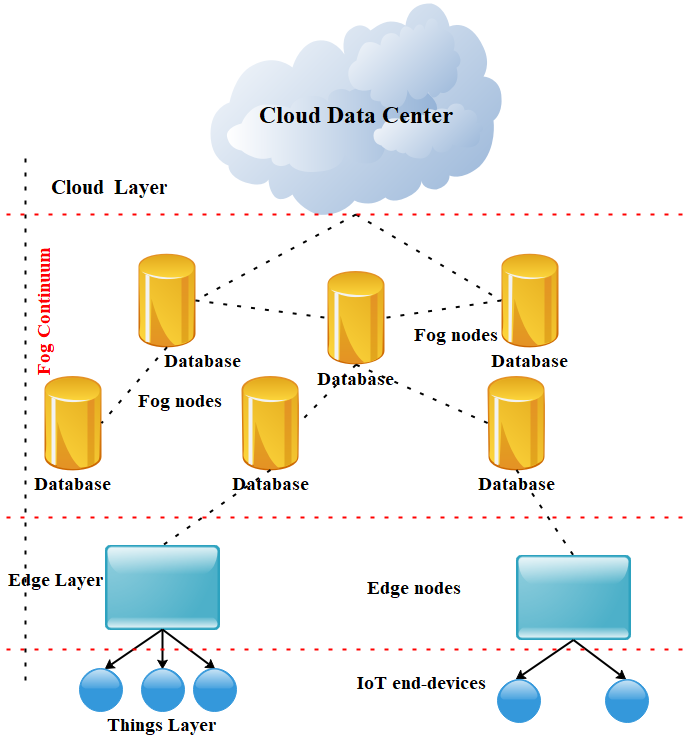 Cloud Data Center
Cloud Layer
Fog Continuum
Fog nodes
Database
Database
Database
Fog nodes
Database
Database
Database
Edge Layer
Edge nodes
IoT end-devices
Things Layer